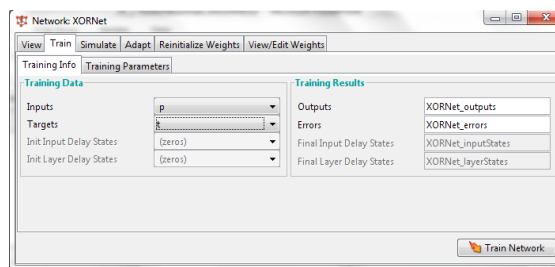 Network: XORNet
View Train Simulate Adapt Reinitialize Weights View/Edit Weights
Training Info Training Parameters
Training Data
Inputs p
Targets t
Init Input Delay States (zeros)
Init Layer Delay States (zeros)
Training Results
Outputs XORNet_outputs
Errors XORNet_errors
Final Input Delay States XORNet_inputStates
Final Layer Delay States XORNet_layerStates
Train Network